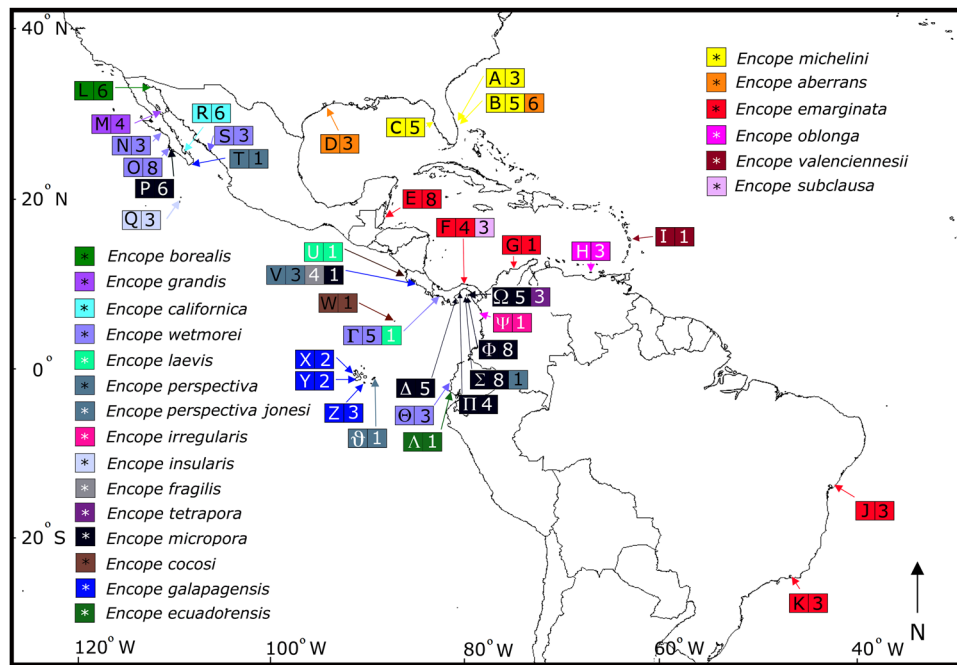 40° N
20° N
0°
20° S
120° W
100° W
80° W
60° W
40° W
N
A 3
B 5 6
C 5
D 3
L 6
M 4
R 6
N 3
S 3
O 8
T 1
P 6
Q 3
E 8
F 4 3
G 1
H 3
I 1
U 1
V 3 4 1
W 1
Ω 5 3
Ψ 1
Γ 5 1
Φ 8
X 2
Y 2
Δ 5
Σ 8 1
Z 3
Θ 3
Π 4
ϑ 1
Λ 1
J 3
K 3
* Encope michelini
* Encope aberrans
* Encope emarginata
* Encope oblonga
* Encope valenciennesii
* Encope subclausa
* Encope borealis
* Encope grandis
* Encope californica
* Encope wetmorei
* Encope laevis
* Encope perspectiva
* Encope perspectiva jonesi
* Encope irregularis
* Encope insularis
* Encope fragilis
* Encope tetrapora
* Encope micropora
* Encope cocosi
* Encope galapagensis
* Encope ecuadorensis